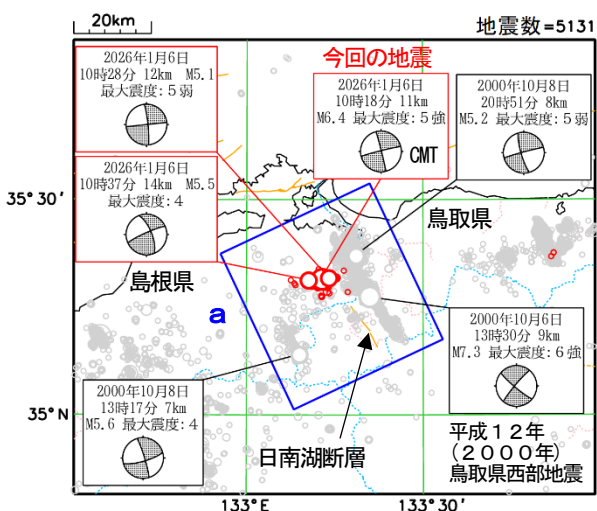 20km
地震数=5131
今回の地震
2026年1月6日
10時28分 12km M5.1
最大震度:５弱
2026年1月6日
10時18分 11km
M6.4 最大震度:５強
CMT
2000年10月8日
20時51分 8km
M5.2 最大震度:５弱
2026年1月6日
10時37分 14km M5.5
最大震度:４
35°30′
鳥取県
島根県
a
2000年10月6日
13時30分 9km
M7.3 最大震度:６強
2000年10月8日
13時17分 7km
M5.6 最大震度:４
35°N
日南湖断層
平成１２年
（２０００年）
鳥取県西部地震
133°E
133°30′